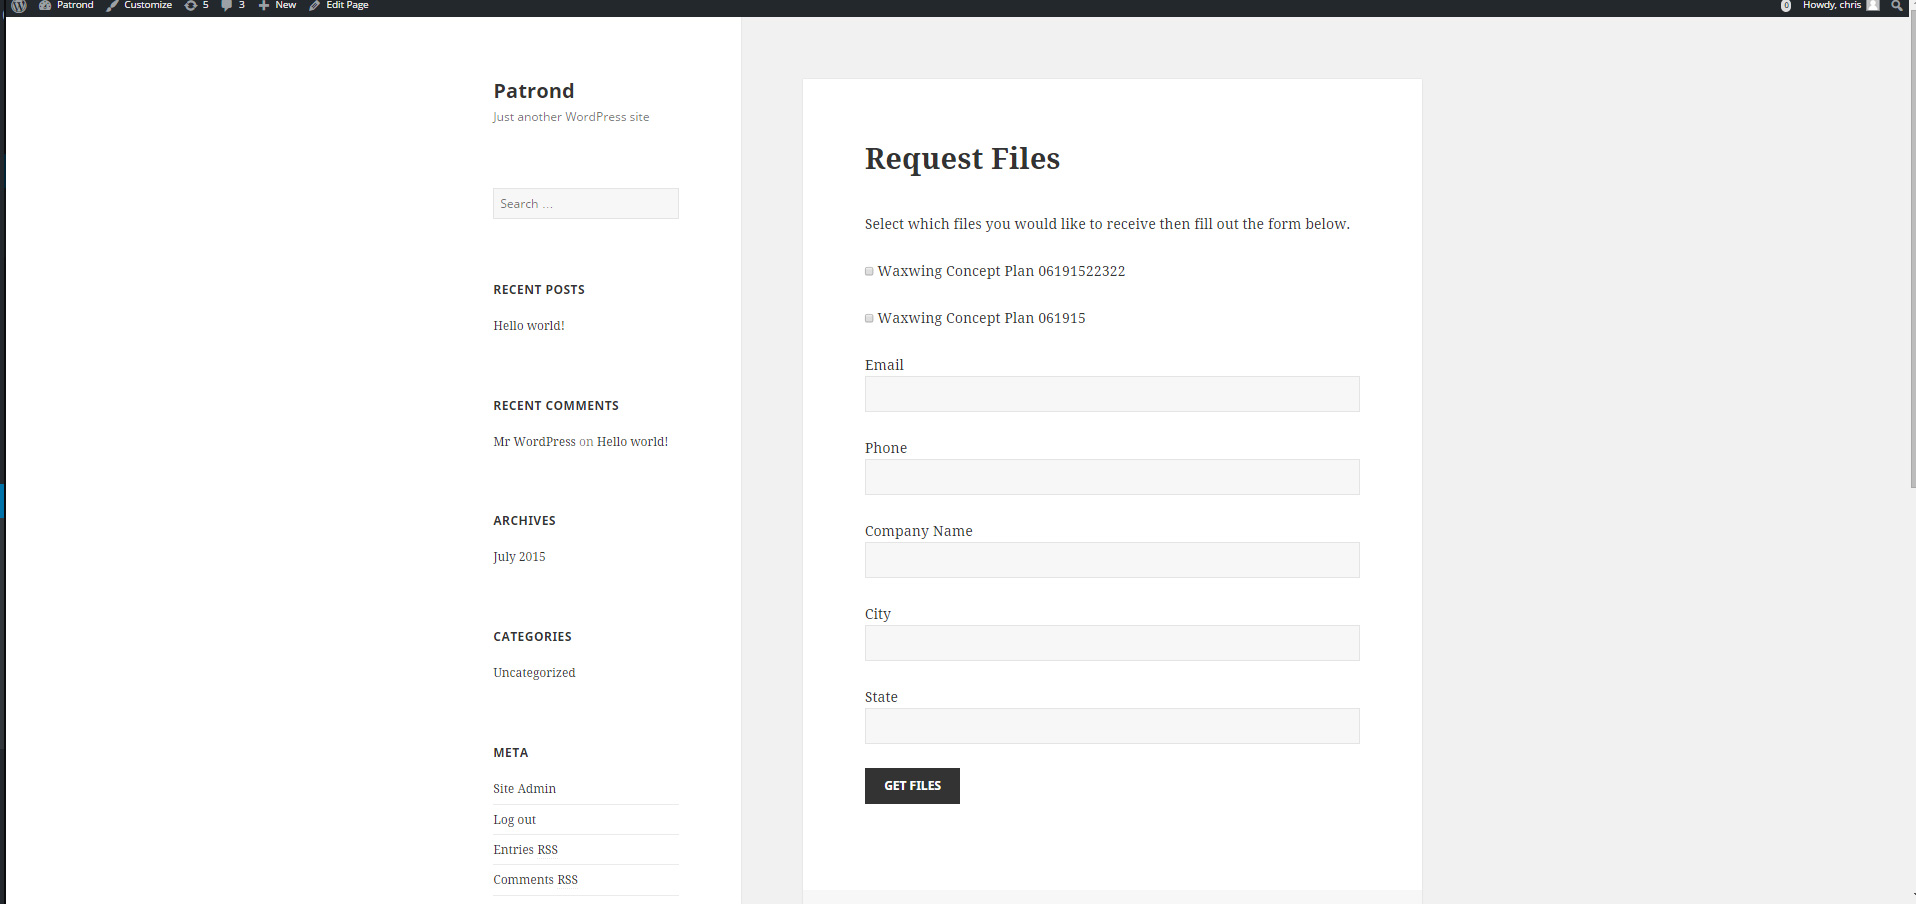 Patrond Customize 5 3 New Edit Page 0 Howdy, chris
Patrond
Just another WordPress site
Search ...
RECENT POSTS
Hello world!
RECENT COMMENTS
Mr WordPress on Hello world!
ARCHIVES
July 2015
CATEGORIES
Uncategorized
META
Site Admin
Log out
Entries RSS
Comments RSS
Request Files
Select which files you would like to receive then fill out the form below.
Waxwing Concept Plan 06191522322
Waxwing Concept Plan 061915
Email
Phone
Company Name
City
State
GET FILES